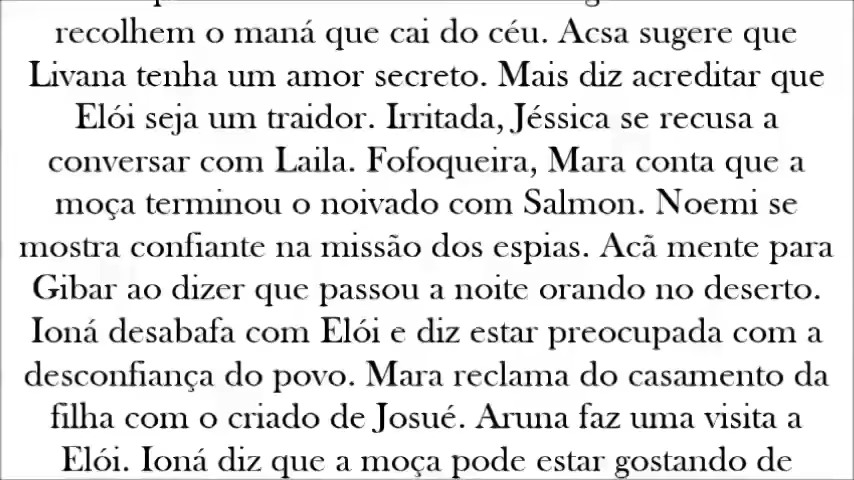 recolhem o maná que cai do céu. Acsa sugere que
Livana tenha um amor secreto. Mais diz acreditar que
Elói seja um traidor. Irritada, Jéssica se recusa a
conversar com Laila. Fofoqueira, Mara conta que a
moça terminou o noivado com Salmon. Noemi se
mostra confiante na missão dos espias. Acã mente para
Gibar ao dizer que passou a noite orando no deserto.
Ioná desabafa com Elói e diz estar preocupada com a
desconfiança do povo. Mara reclama do casamento da
filha com o criado de Josué. Aruna faz uma visita a
Elói. Ioná diz que a moça pode estar gostando de